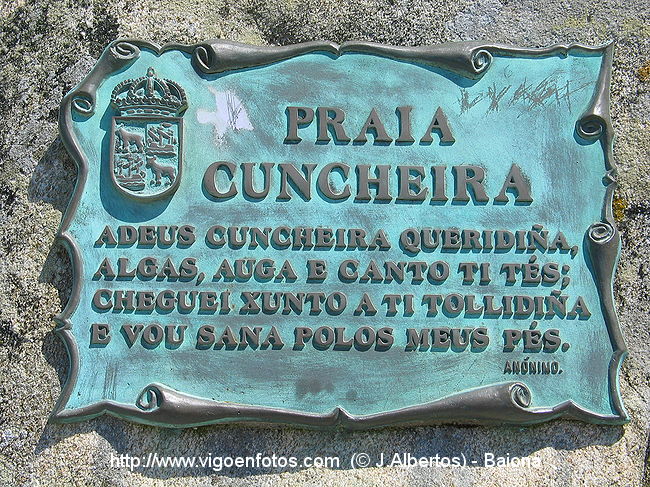 PRAIA
CUNCHEIRA
ADEUS CUNCHEIRA QUERIDIÑA,
ALGAS, AUGA E CANTO TI TÉS;
CHEGUEI XUNTO A TI TOLLIDIÑA
E VOU SANA POLOS MEUS PÉS.
ANÓNIMO.
http://www.vigoenfotos.com (© J.Albertos) - Baiona